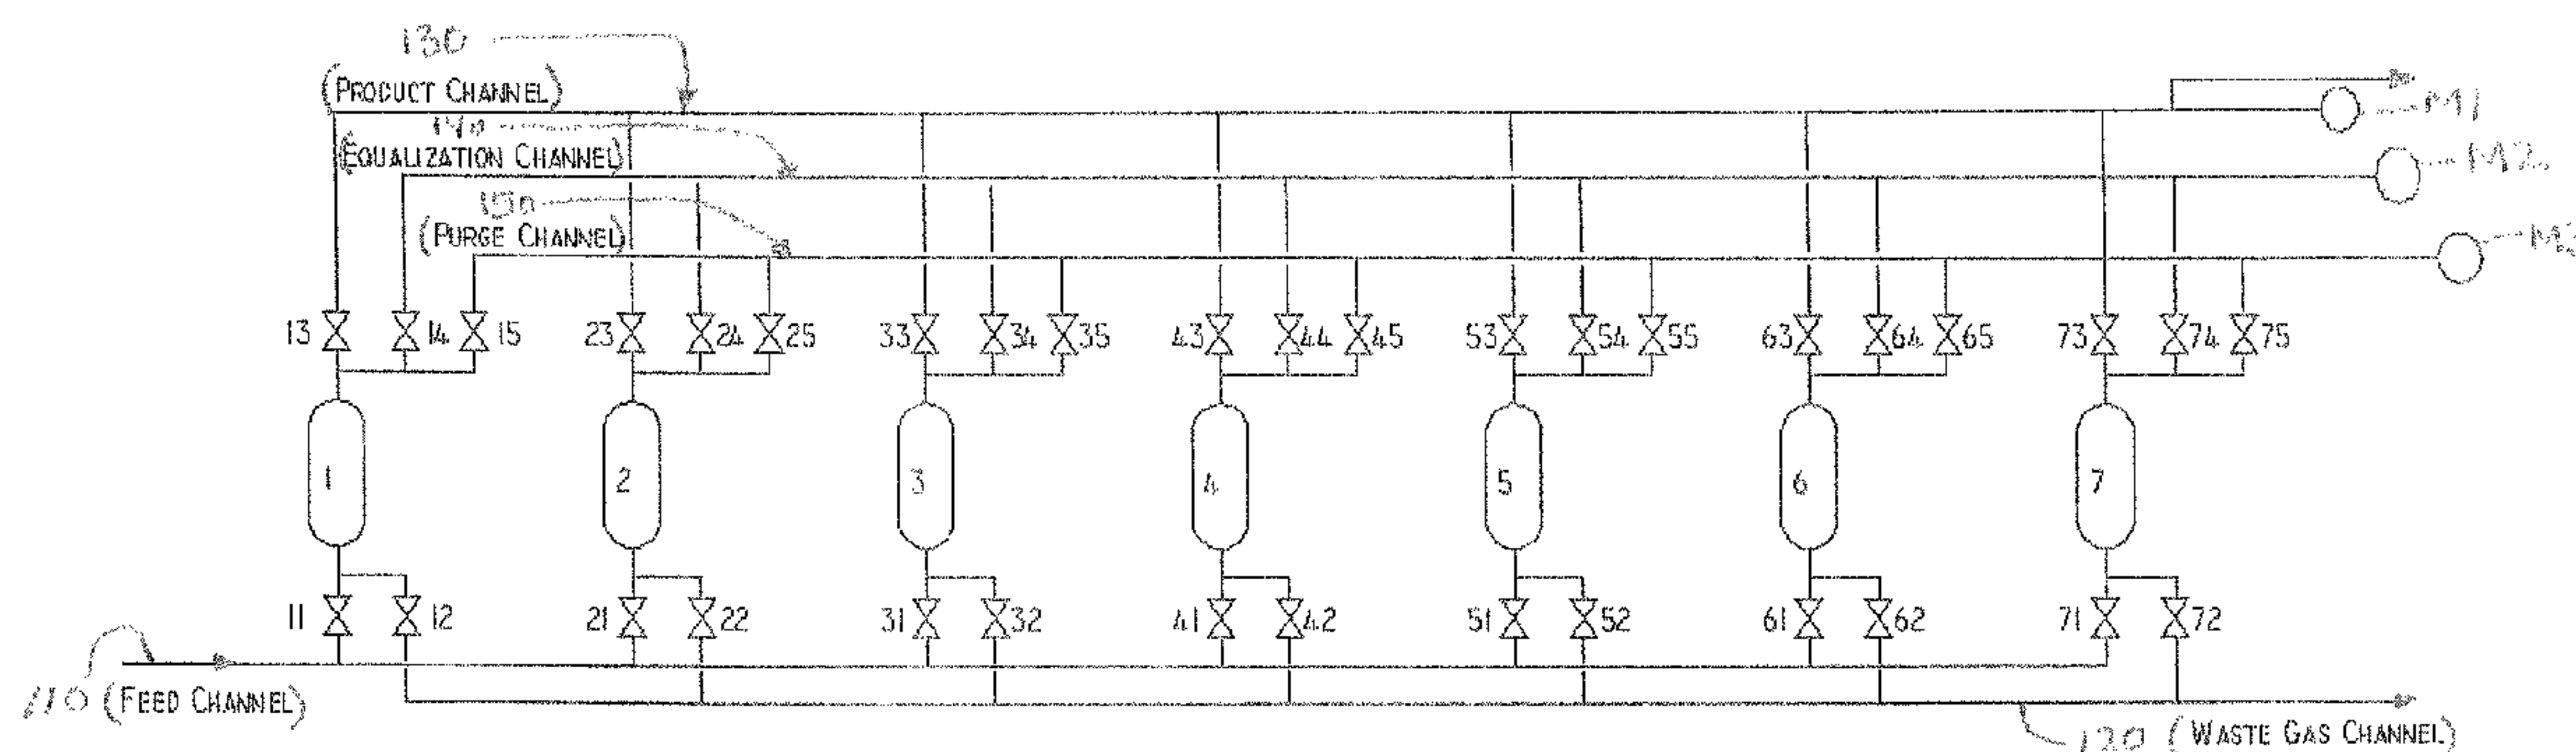 130
(PRODUCT CHANNEL)
M1
140
(EQUALIZATION CHANNEL)
M2
150
(PURGE CHANNEL)
M3
13 14 15 23 24 25 33 34 35 43 44 45 53 54 55 63 64 65 73 74 75
1 2 3 4 5 6 7
11 12 21 22 31 32 41 42 51 52 61 62 71 72
110 (FEED CHANNEL)
120 (WASTE GAS CHANNEL)